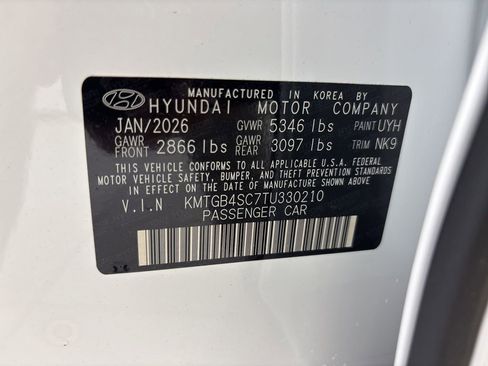 MANUFACTURED IN KOREA BY
HYUNDAI MOTOR COMPANY
JAN/2026 GVWR 5346 lbs PAINT UYH
GAWR FRONT 2866 lbs GAWR REAR 3097 lbs TRIM NK9
THIS VEHICLE CONFORMS TO ALL APPLICABLE U.S.A. FEDERAL
MOTOR VEHICLE SAFETY, BUMPER, AND THEFT PREVENTION STANDARDS
IN EFFECT ON THE DATE OF MANUFACTURE SHOWN ABOVE.
V.I.N KMTGB4SC7TU330210
PASSENGER CAR